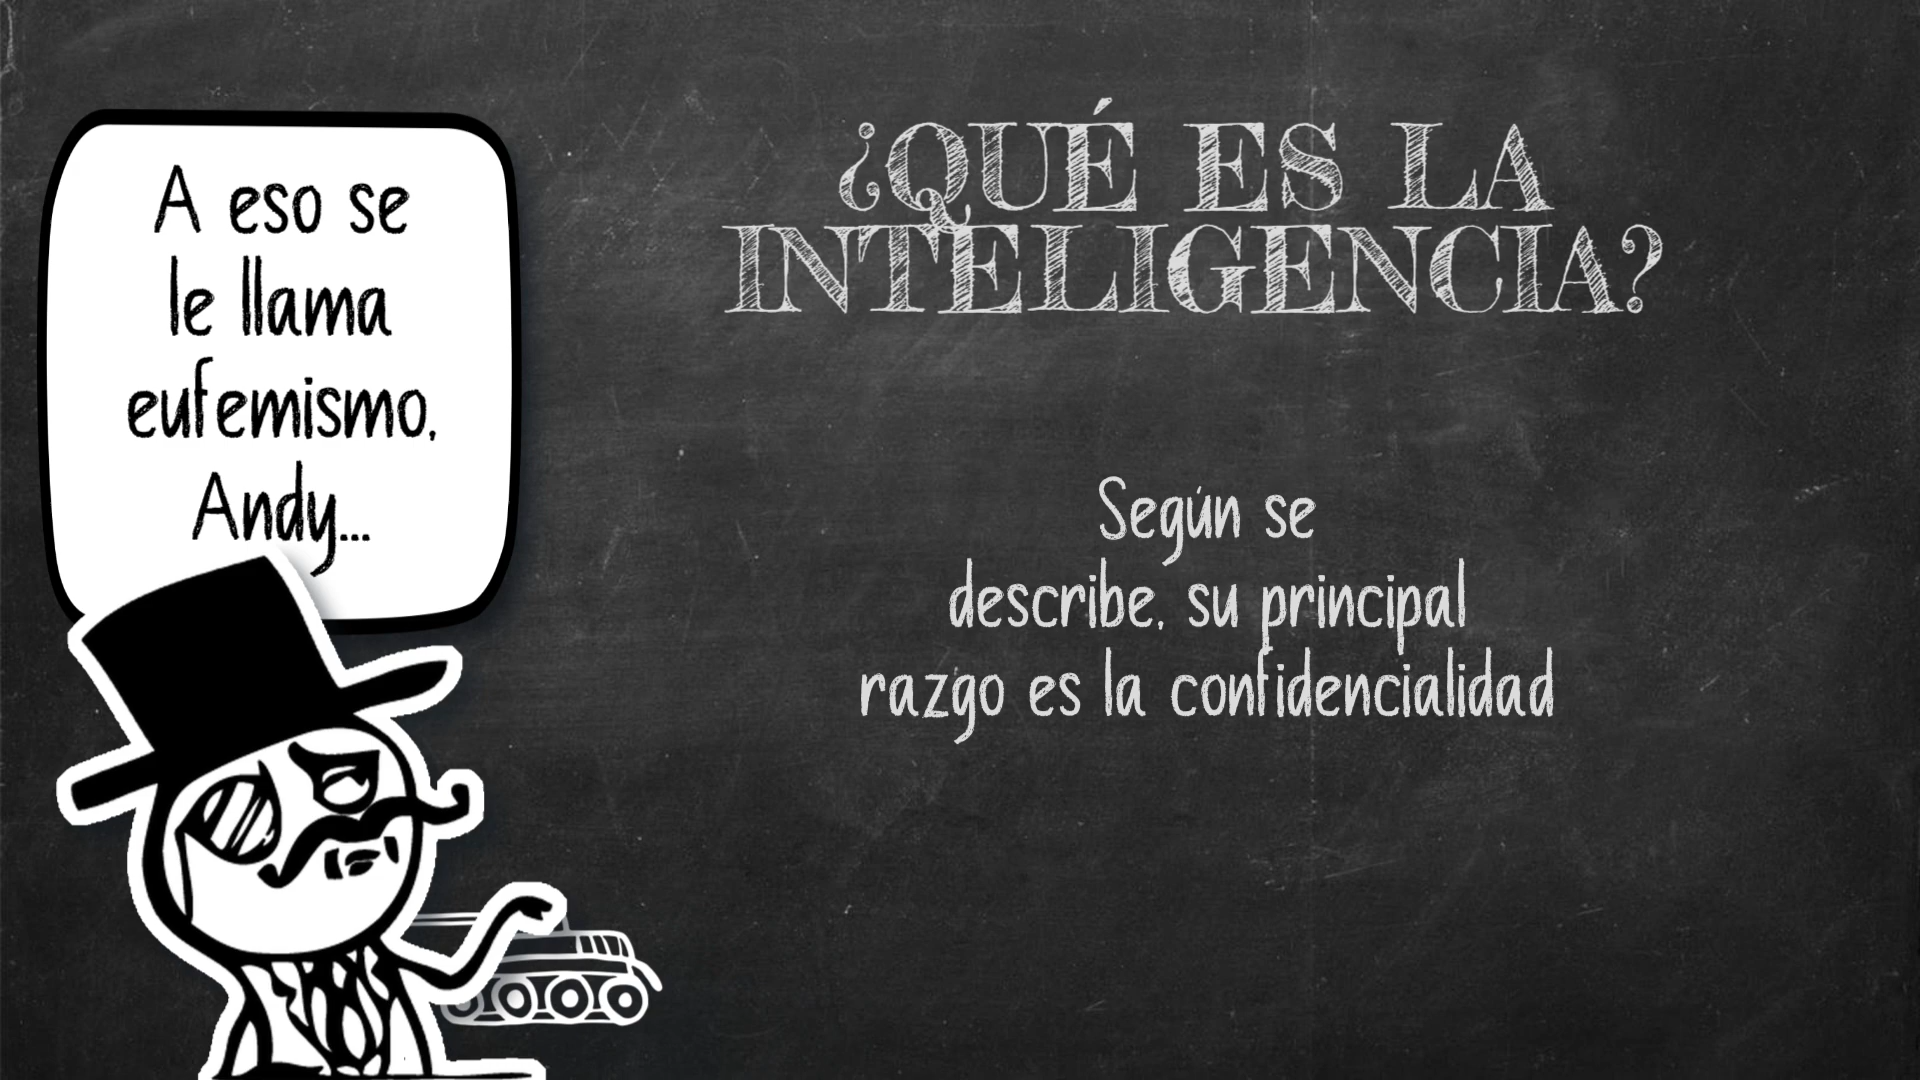 A eso se
le llama
eufemismo,
Andy...
¿QUÉ ES LA
INTELIGENCIA?
Según se
describe, su principal
razgo es la confidencialidad